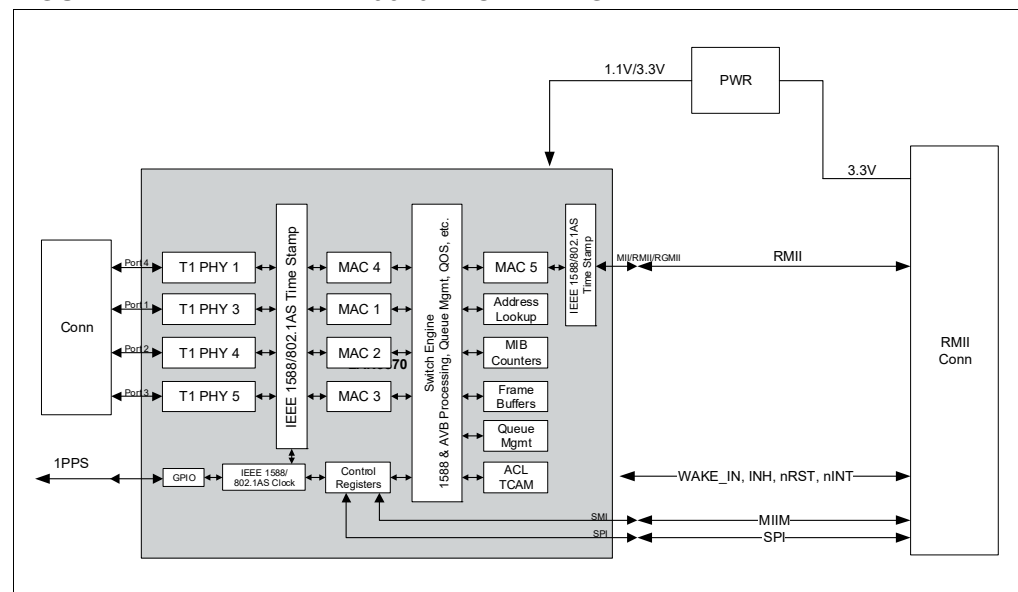 1.1V/3.3V
PWR
3.3V
Conn
Port 4
Port 1
Port 2
Port 3
T1 PHY 1
T1 PHY 3
T1 PHY 4
T1 PHY 5
IEEE 1588/802.1AS Time Stamp
MAC 4
MAC 1
MAC 2
MAC 3
Switch Engine
1588 & AVB Processing, Queue Mgmt, QOS, etc.
MAC 5
Address
Lookup
MIB
Counters
Frame
Buffers
Queue
Mgmt
ACL
TCAM
IEEE 1588/802.1AS
Time Stamp
MII/RMII/RGMII
RMII
RMII
Conn
1PPS
GPIO
IEEE 1588/
802.1AS Clock
Control
Registers
WAKE_IN, INH, nRST, nINT
SMI
MIIM
SPI
SPI